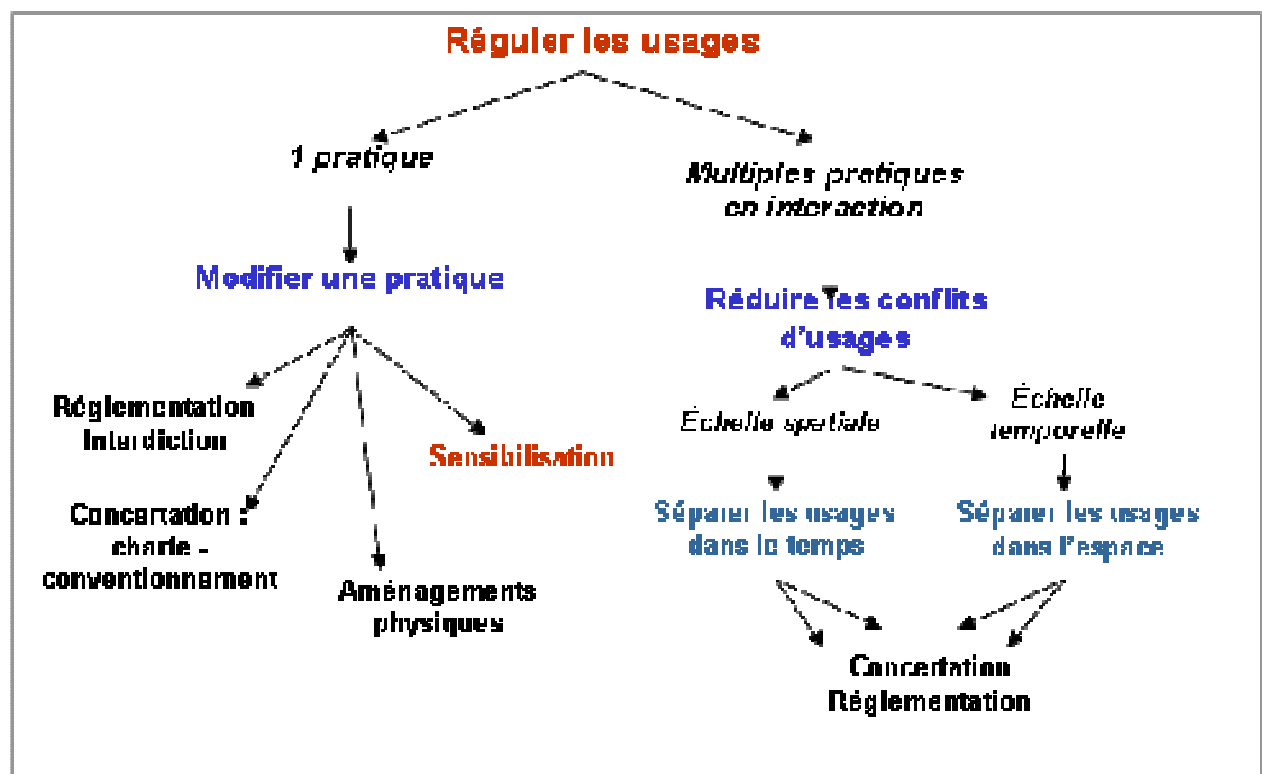 Réguler les usages
1 pratique
Multiples pratiques
en interaction
Modifier une pratique
Réduire les conflits
d'usages
Réglementation
Interdiction
Sensibilisation
Échelle spatiale
Échelle
temporelle
Concertation :
charte -
conventionnement
Aménagements
physiques
Séparer les usages
dans le temps
Séparer les usages
dans l'espace
Concertation
Réglementation